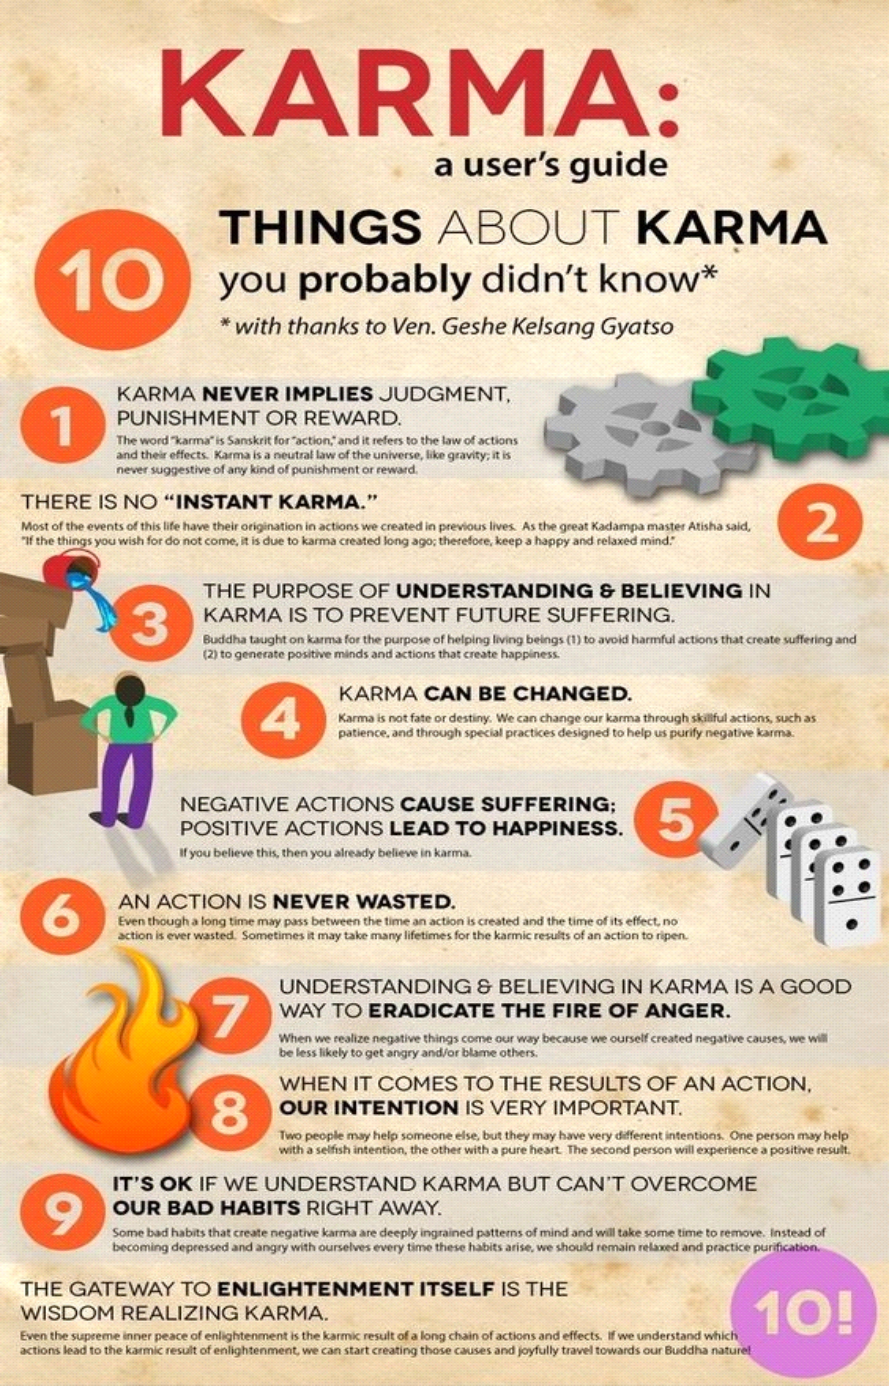 KARMA:
a user's guide
10
THINGS ABOUT KARMA
you probably didn't know*
* with thanks to Ven. Geshe Kelsang Gyatso
1
KARMA NEVER IMPLIES JUDGMENT,
PUNISHMENT OR REWARD.
The word "karma" is Sanskrit for "action," and it refers to the law of actions
and their effects. Karma is a neutral law of the universe, like gravity; it is
never suggestive of any kind of punishment or reward.
THERE IS NO "INSTANT KARMA."
Most of the events of this life have their origination in actions we created in previous lives. As the great Kadampa master Atisha said,
"If the things you wish for do not come, it is due to karma created long ago; therefore, keep a happy and relaxed mind."
2
3
THE PURPOSE OF UNDERSTANDING & BELIEVING IN
KARMA IS TO PREVENT FUTURE SUFFERING.
Buddha taught on karma for the purpose of helping living beings (1) to avoid harmful actions that create suffering and
(2) to generate positive minds and actions that create happiness.
4
KARMA CAN BE CHANGED.
Karma is not fate or destiny. We can change our karma through skillful actions, such as
patience, and through special practices designed to help us purify negative karma.
NEGATIVE ACTIONS CAUSE SUFFERING;
POSITIVE ACTIONS LEAD TO HAPPINESS.
If you believe this, then you already believe in karma.
5
6
AN ACTION IS NEVER WASTED.
Even though a long time may pass between the time an action is created and the time of its effect, no
action is ever wasted. Sometimes it may take many lifetimes for the karmic results of an action to ripen.
7
UNDERSTANDING & BELIEVING IN KARMA IS A GOOD
WAY TO ERADICATE THE FIRE OF ANGER.
When we realize negative things come our way because we ourself created negative causes, we will
be less likely to get angry and/or blame others.
8
WHEN IT COMES TO THE RESULTS OF AN ACTION,
OUR INTENTION IS VERY IMPORTANT.
Two people may help someone else, but they may have very different intentions. One person may help
with a selfish intention, the other with a pure heart. The second person will experience a positive result.
9
IT'S OK IF WE UNDERSTAND KARMA BUT CAN'T OVERCOME
OUR BAD HABITS RIGHT AWAY.
Some bad habits that create negative karma are deeply ingrained patterns of mind and will take some time to remove. Instead of
becoming depressed and angry with ourselves every time these habits arise, we should remain relaxed and practice purification.
THE GATEWAY TO ENLIGHTENMENT ITSELF IS THE
WISDOM REALIZING KARMA.
Even the supreme inner peace of enlightenment is the karmic result of a long chain of actions and effects. If we understand which
actions lead to the karmic result of enlightenment, we can start creating those causes and joyfully travel towards our Buddha nature!
10!